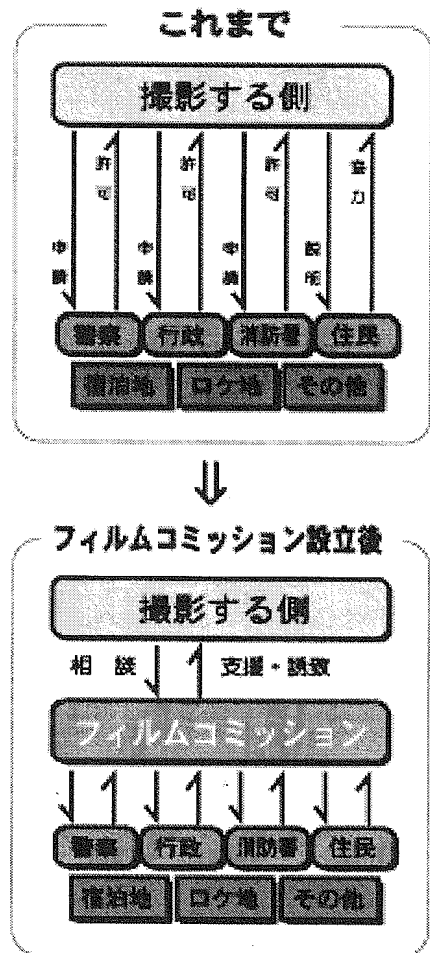 これまで
撮影する側
許可
許可
許可
協力
申請
申請
申請
説明
警察
行政
消防署
住民
宿泊地
ロケ地
その他
⇓
フィルムコミッション設立後
撮影する側
相談
支援・誘致
フィルムコミッション
警察
行政
消防署
住民
宿泊地
ロケ地
その他